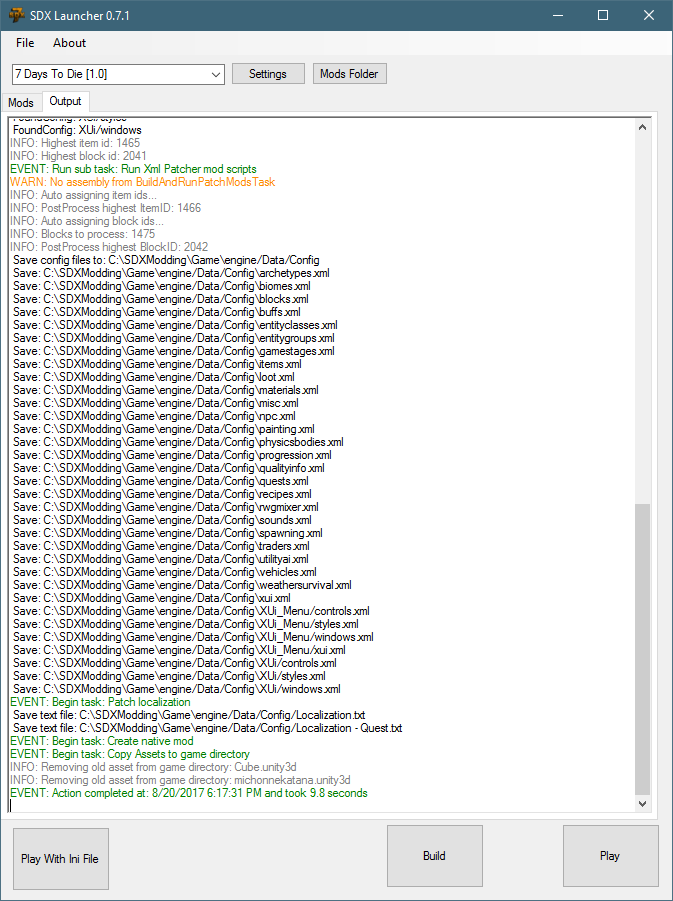 SDX Launcher 0.7.1
File About
7 Days To Die [1.0] Settings Mods Folder
Mods Output
FoundConfig: XUi/styles
FoundConfig: XUi/windows
INFO: Highest item id: 1465
INFO: Highest block id: 2041
EVENT: Run sub task: Run Xml Patcher mod scripts
WARN: No assembly from BuildAndRunPatchModsTask
INFO: Auto assigning item ids...
INFO: PostProcess highest ItemID: 1466
INFO: Auto assigning block ids...
INFO: Blocks to process: 1475
INFO: PostProcess highest BlockID: 2042
Save config files to: C:\SDXModding\Game\engine/Data/Config
Save: C:\SDXModding\Game\engine/Data/Config\archetypes.xml
Save: C:\SDXModding\Game\engine/Data/Config\biomes.xml
Save: C:\SDXModding\Game\engine/Data/Config\blocks.xml
Save: C:\SDXModding\Game\engine/Data/Config\buffs.xml
Save: C:\SDXModding\Game\engine/Data/Config\entityclasses.xml
Save: C:\SDXModding\Game\engine/Data/Config\entitygroups.xml
Save: C:\SDXModding\Game\engine/Data/Config\gamestages.xml
Save: C:\SDXModding\Game\engine/Data/Config\items.xml
Save: C:\SDXModding\Game\engine/Data/Config\loot.xml
Save: C:\SDXModding\Game\engine/Data/Config\materials.xml
Save: C:\SDXModding\Game\engine/Data/Config\misc.xml
Save: C:\SDXModding\Game\engine/Data/Config\npc.xml
Save: C:\SDXModding\Game\engine/Data/Config\painting.xml
Save: C:\SDXModding\Game\engine/Data/Config\physicsbodies.xml
Save: C:\SDXModding\Game\engine/Data/Config\progression.xml
Save: C:\SDXModding\Game\engine/Data/Config\qualityinfo.xml
Save: C:\SDXModding\Game\engine/Data/Config\quests.xml
Save: C:\SDXModding\Game\engine/Data/Config\recipes.xml
Save: C:\SDXModding\Game\engine/Data/Config\rwgmixer.xml
Save: C:\SDXModding\Game\engine/Data/Config\sounds.xml
Save: C:\SDXModding\Game\engine/Data/Config\spawning.xml
Save: C:\SDXModding\Game\engine/Data/Config\traders.xml
Save: C:\SDXModding\Game\engine/Data/Config\utilityai.xml
Save: C:\SDXModding\Game\engine/Data/Config\vehicles.xml
Save: C:\SDXModding\Game\engine/Data/Config\weathersurvival.xml
Save: C:\SDXModding\Game\engine/Data/Config\xui.xml
Save: C:\SDXModding\Game\engine/Data/Config\XUi_Menu/controls.xml
Save: C:\SDXModding\Game\engine/Data/Config\XUi_Menu/styles.xml
Save: C:\SDXModding\Game\engine/Data/Config\XUi_Menu/windows.xml
Save: C:\SDXModding\Game\engine/Data/Config\XUi_Menu/xui.xml
Save: C:\SDXModding\Game\engine/Data/Config\XUi/controls.xml
Save: C:\SDXModding\Game\engine/Data/Config\XUi/styles.xml
Save: C:\SDXModding\Game\engine/Data/Config\XUi/windows.xml
EVENT: Begin task: Patch localization
Save text file: C:\SDXModding\Game\engine/Data/Config/Localization.txt
Save text file: C:\SDXModding\Game\engine/Data/Config/Localization - Quest.txt
EVENT: Begin task: Create native mod
EVENT: Begin task: Copy Assets to game directory
INFO: Removing old asset from game directory: Cube.unity3d
INFO: Removing old asset from game directory: michonnekatana.unity3d
EVENT: Action completed at: 8/20/2017 6:17:31 PM and took 9.8 seconds
Play With Ini File Build Play